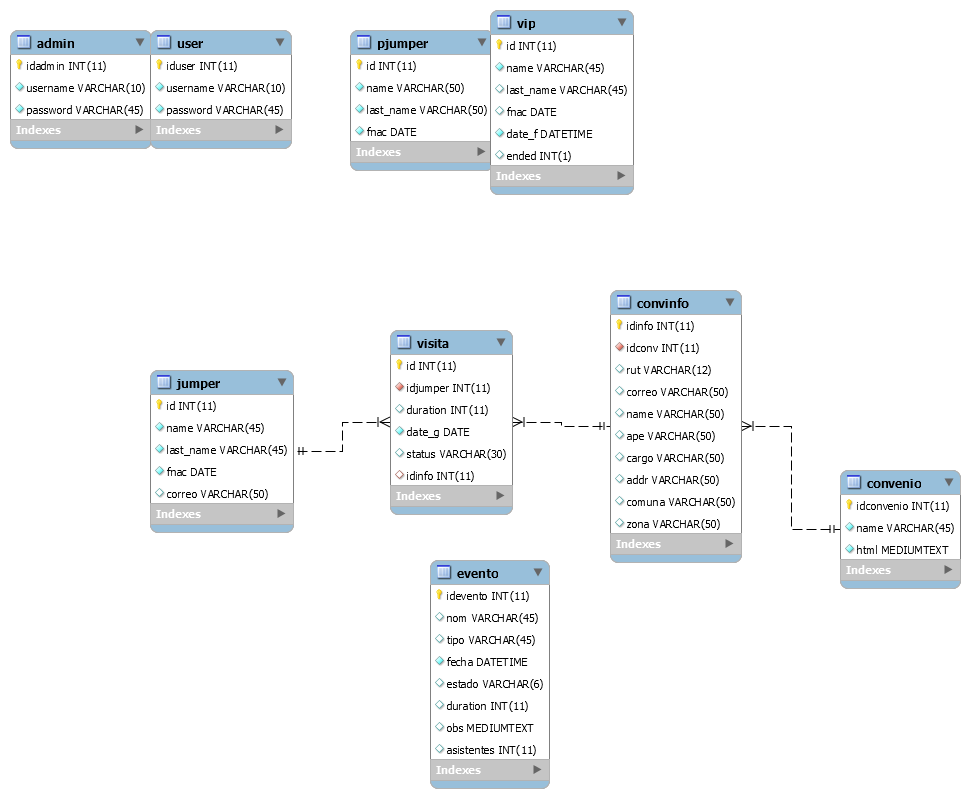 admin
idadmin INT(11)
username VARCHAR(10)
password VARCHAR(45)
Indexes
user
iduser INT(11)
username VARCHAR(10)
password VARCHAR(45)
Indexes
pjumper
id INT(11)
name VARCHAR(50)
last_name VARCHAR(50)
fnac DATE
Indexes
vip
id INT(11)
name VARCHAR(45)
last_name VARCHAR(45)
fnac DATE
date_f DATETIME
ended INT(1)
Indexes
jumper
id INT(11)
name VARCHAR(45)
last_name VARCHAR(45)
fnac DATE
correo VARCHAR(50)
Indexes
visita
id INT(11)
idjumper INT(11)
duration INT(11)
date_g DATE
status VARCHAR(30)
idinfo INT(11)
Indexes
convinfo
idinfo INT(11)
idconv INT(11)
rut VARCHAR(12)
correo VARCHAR(50)
name VARCHAR(50)
ape VARCHAR(50)
cargo VARCHAR(50)
addr VARCHAR(50)
comuna VARCHAR(50)
zona VARCHAR(50)
Indexes
convenio
idconvenio INT(11)
name VARCHAR(45)
html MEDIUMTEXT
Indexes
evento
idevento INT(11)
nom VARCHAR(45)
tipo VARCHAR(45)
fecha DATETIME
estado VARCHAR(6)
duration INT(11)
obs MEDIUMTEXT
asistentes INT(11)
Indexes